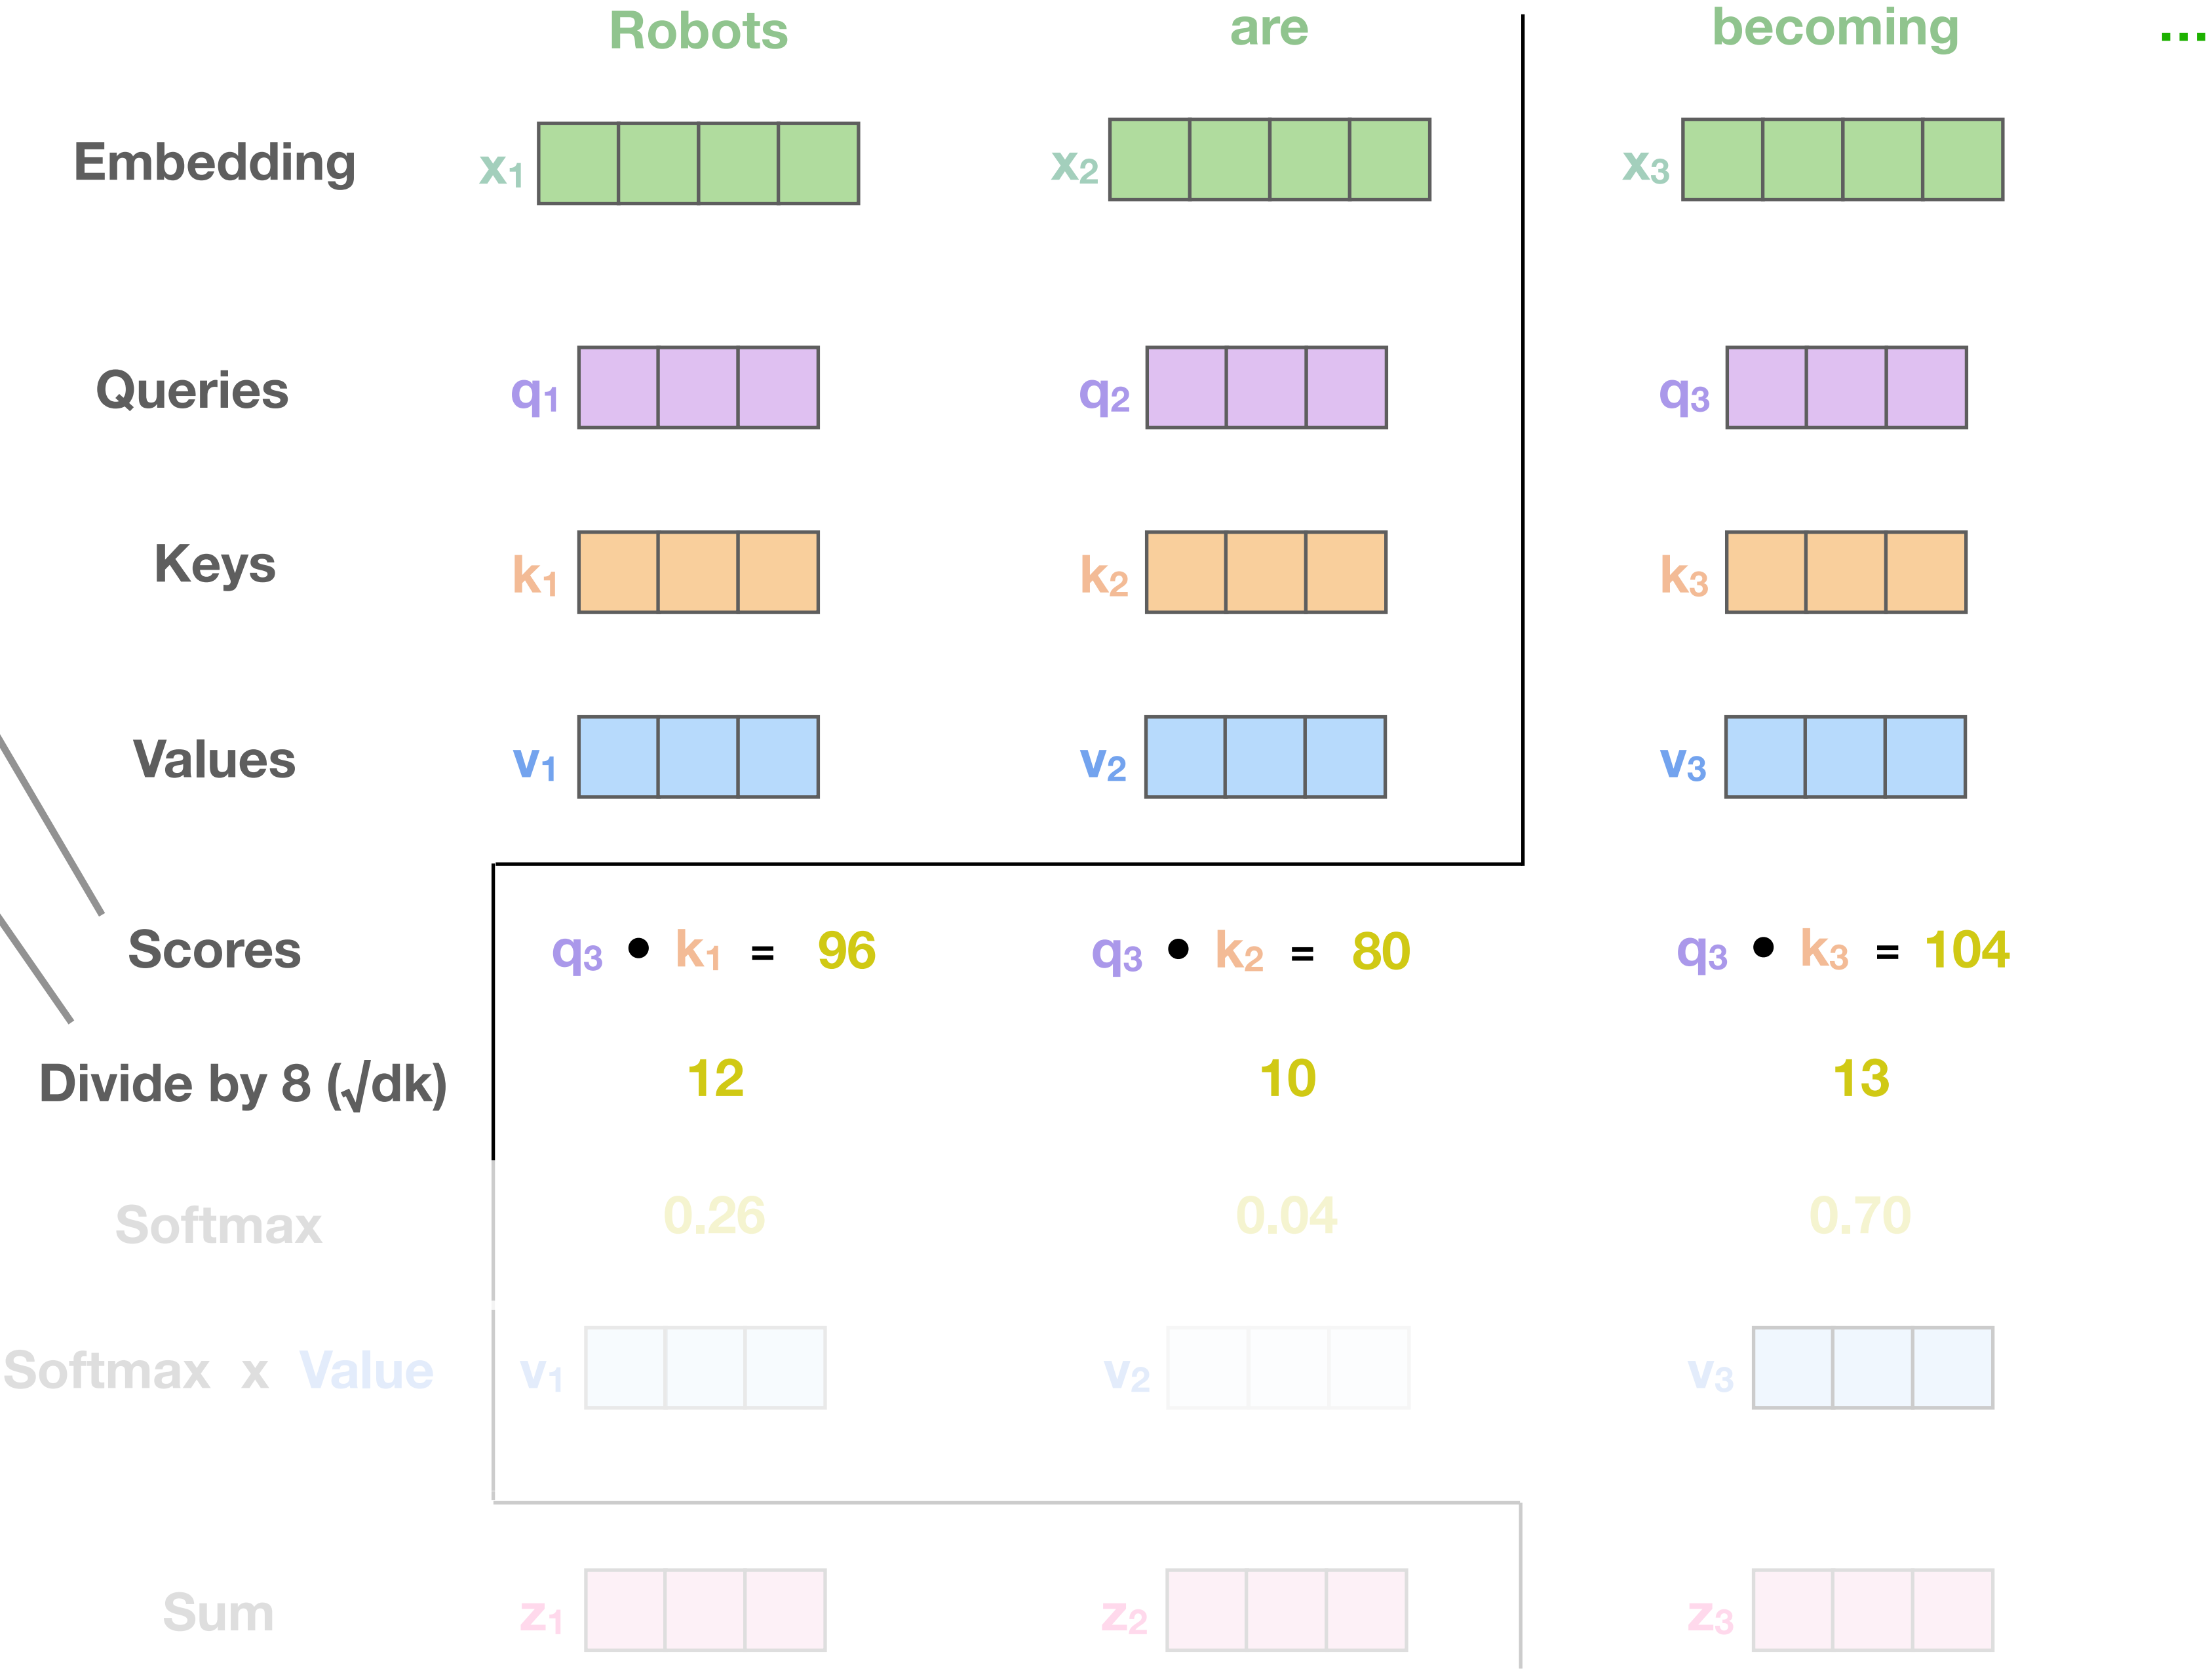 Robots are becoming ...
Embedding x1 x2 x3
Queries q1 q2 q3
Keys k1 k2 k3
Values v1 v2 v3
Scores q3 • k1 = 96 q3 • k2 = 80 q3 • k3 = 104
Divide by 8 (√dk) 12 10 13
Softmax 0.26 0.04 0.70
Softmax x Value v1 v2 v3
Sum z1 z2 z3